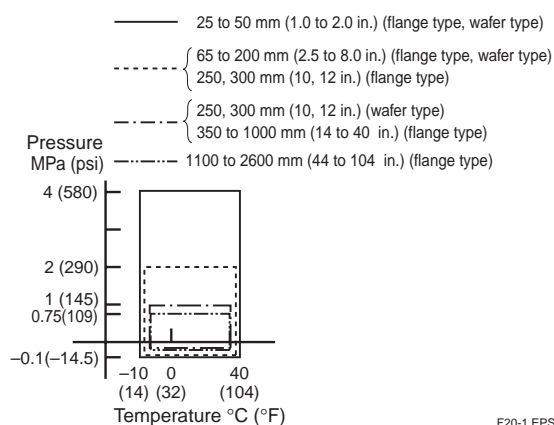 25 to 50 mm (1.0 to 2.0 in.) (flange type, wafer type)
65 to 200 mm (2.5 to 8.0 in.) (flange type, wafer type)
250, 300 mm (10, 12 in.) (flange type)
250, 300 mm (10, 12 in.) (wafer type)
350 to 1000 mm (14 to 40 in.) (flange type)
1100 to 2600 mm (44 to 104 in.) (flange type)
Pressure
MPa (psi)
4 (580)
2 (290)
1 (145)
0.75(109)
–0.1(–14.5)
–10 0 40
(14) (32) (104)
Temperature °C (°F)
F20-1.EPS